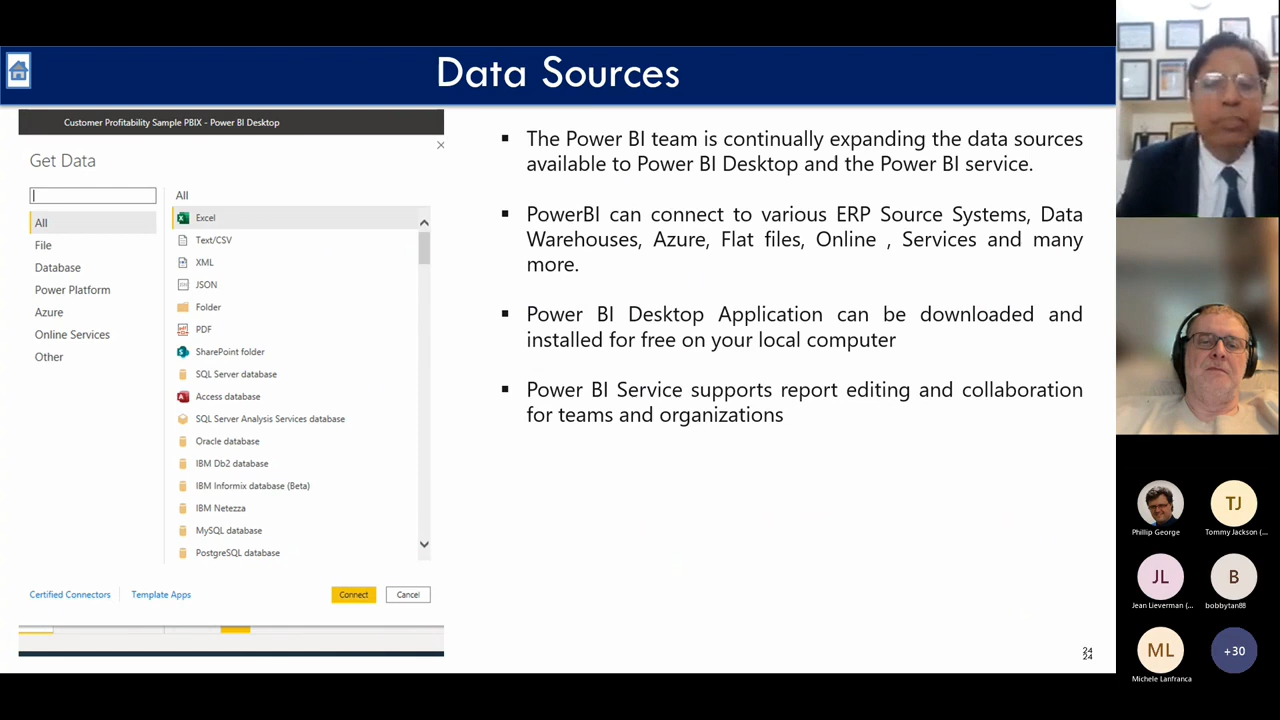 Data Sources
Customer Profitability Sample PBIX - Power BI Desktop
Get Data
All
File
Database
Power Platform
Azure
Online Services
Other
All
Excel
Text/CSV
XML
JSON
Folder
PDF
SharePoint folder
SQL Server database
Access database
SQL Server Analysis Services database
Oracle database
IBM Db2 database
IBM Informix database (Beta)
IBM Netezza
MySQL database
PostgreSQL database
Certified Connectors
Template Apps
Connect
Cancel
The Power BI team is continually expanding the data sources
available to Power BI Desktop and the Power BI service.
PowerBI can connect to various ERP Source Systems, Data
Warehouses, Azure, Flat files, Online , Services and many
more.
Power BI Desktop Application can be downloaded and
installed for free on your local computer
Power BI Service supports report editing and collaboration
for teams and organizations
24
24
Phillip George
TJ
Tommy Jackson (...
JL
Jean Lieverman (...
B
bobbytan88
ML
Michele Lanfranca
+30